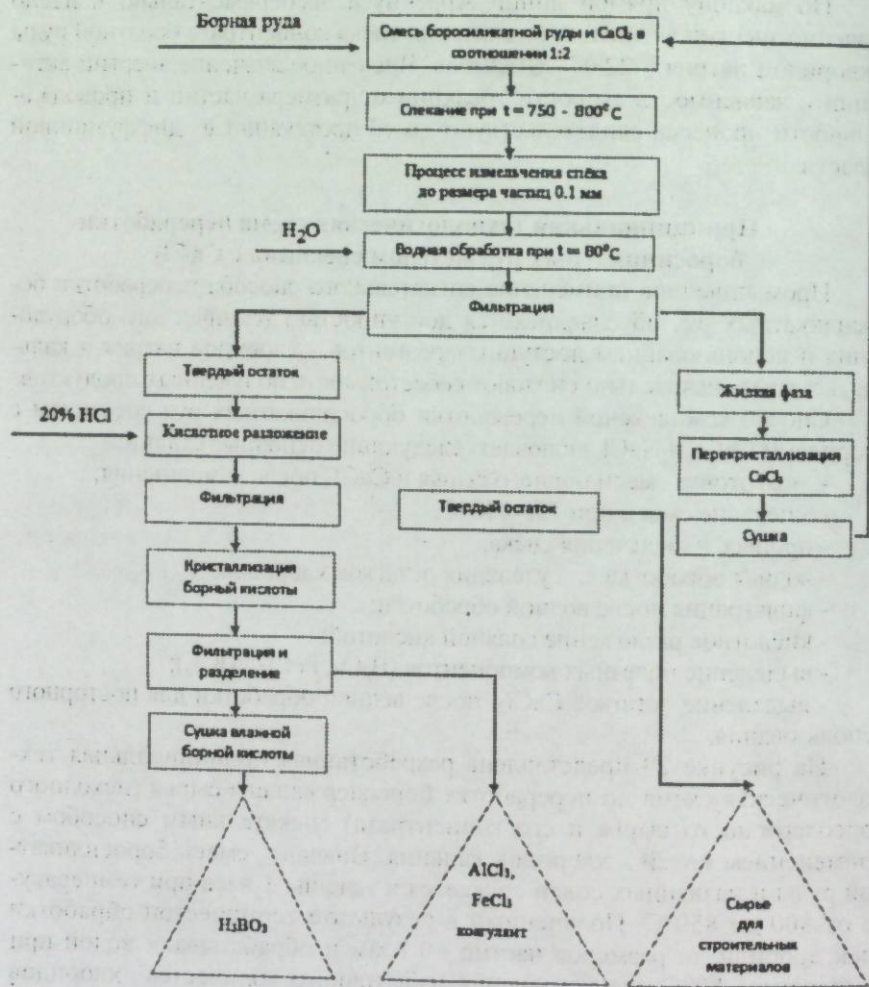 Борная руда
Смесь боросиликатной руды и CaCl₂ в
соотношении 1:2
Спекание при t = 750 - 800°C
Процесс измельчения спёка
до размера частиц 0.1 мм
H₂O
Водная обработка при t = 80°C
Фильтрация
Твердый остаток
Жидкая фаза
20% HCl
Кислотное разложение
Перекристаллизация
CaCl₂
Фильтрация
Твердый остаток
Сушка
Кристаллизация
борный кислоты
Фильтрация и
разделение
Сушка влажной
борной кислоты
H₃BO₃
AlCl₃,
FeCl₃
коагулянт
Сырье
для
строительных
материалов